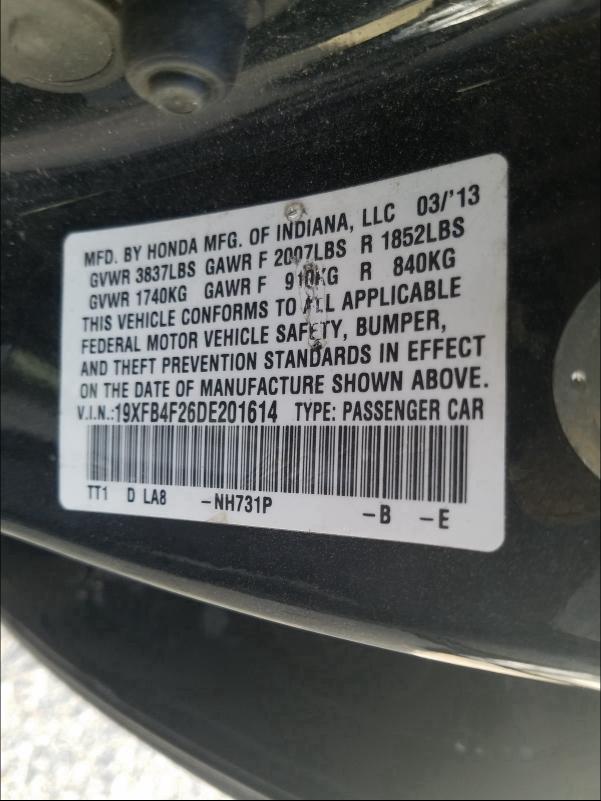 MFD. BY HONDA MFG. OF INDIANA, LLC 03/'13
GVWR 3837LBS GAWR F 2007LBS R 1852LBS
GVWR 1740KG GAWR F 910KG R 840KG
THIS VEHICLE CONFORMS TO ALL APPLICABLE
FEDERAL MOTOR VEHICLE SAFETY, BUMPER,
AND THEFT PREVENTION STANDARDS IN EFFECT
ON THE DATE OF MANUFACTURE SHOWN ABOVE.
V.I.N.:19XFB4F26DE201614 TYPE: PASSENGER CAR
TT1 D LA8 -NH731P -B -E